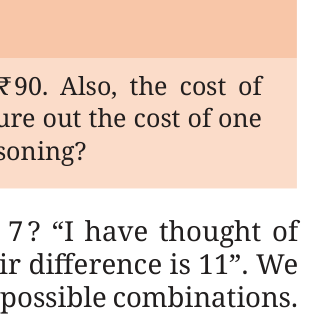 ₹90. Also, the cost of
ure out the cost of one
soning?
7? “I have thought of
ir difference is 11”. We
possible combinations.